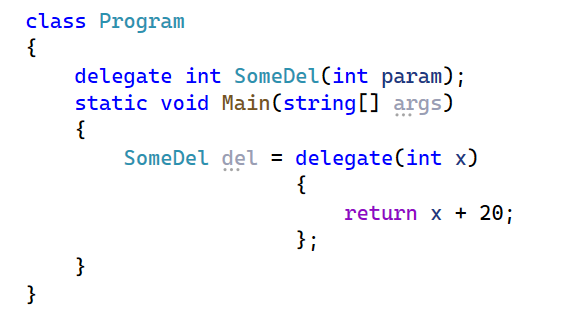 class Program
{
delegate int SomeDel(int param);
static void Main(string[] args)
{
SomeDel del = delegate(int x)
{
return x + 20;
};
}
}